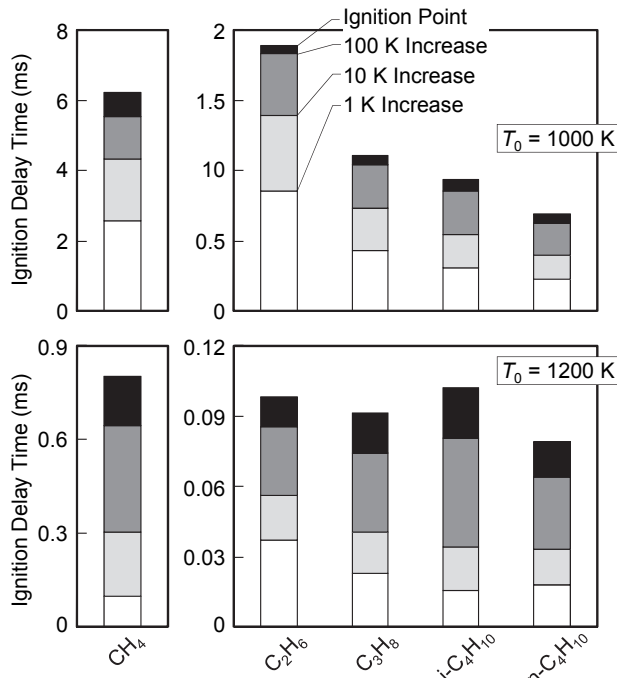 Ignition Delay Time (ms)
8
6
4
2
0
2
1.5
10
0.5
0
Ignition Point
100 K Increase
10 K Increase
1 K Increase
T0 = 1000 K
Ignition Delay Time (ms)
0.9
0.6
0.3
0
0.12
0.09
0.06
0.03
0
T0 = 1200 K
CH4
C2H6
C3H8
i-C4H10
n-C4H10